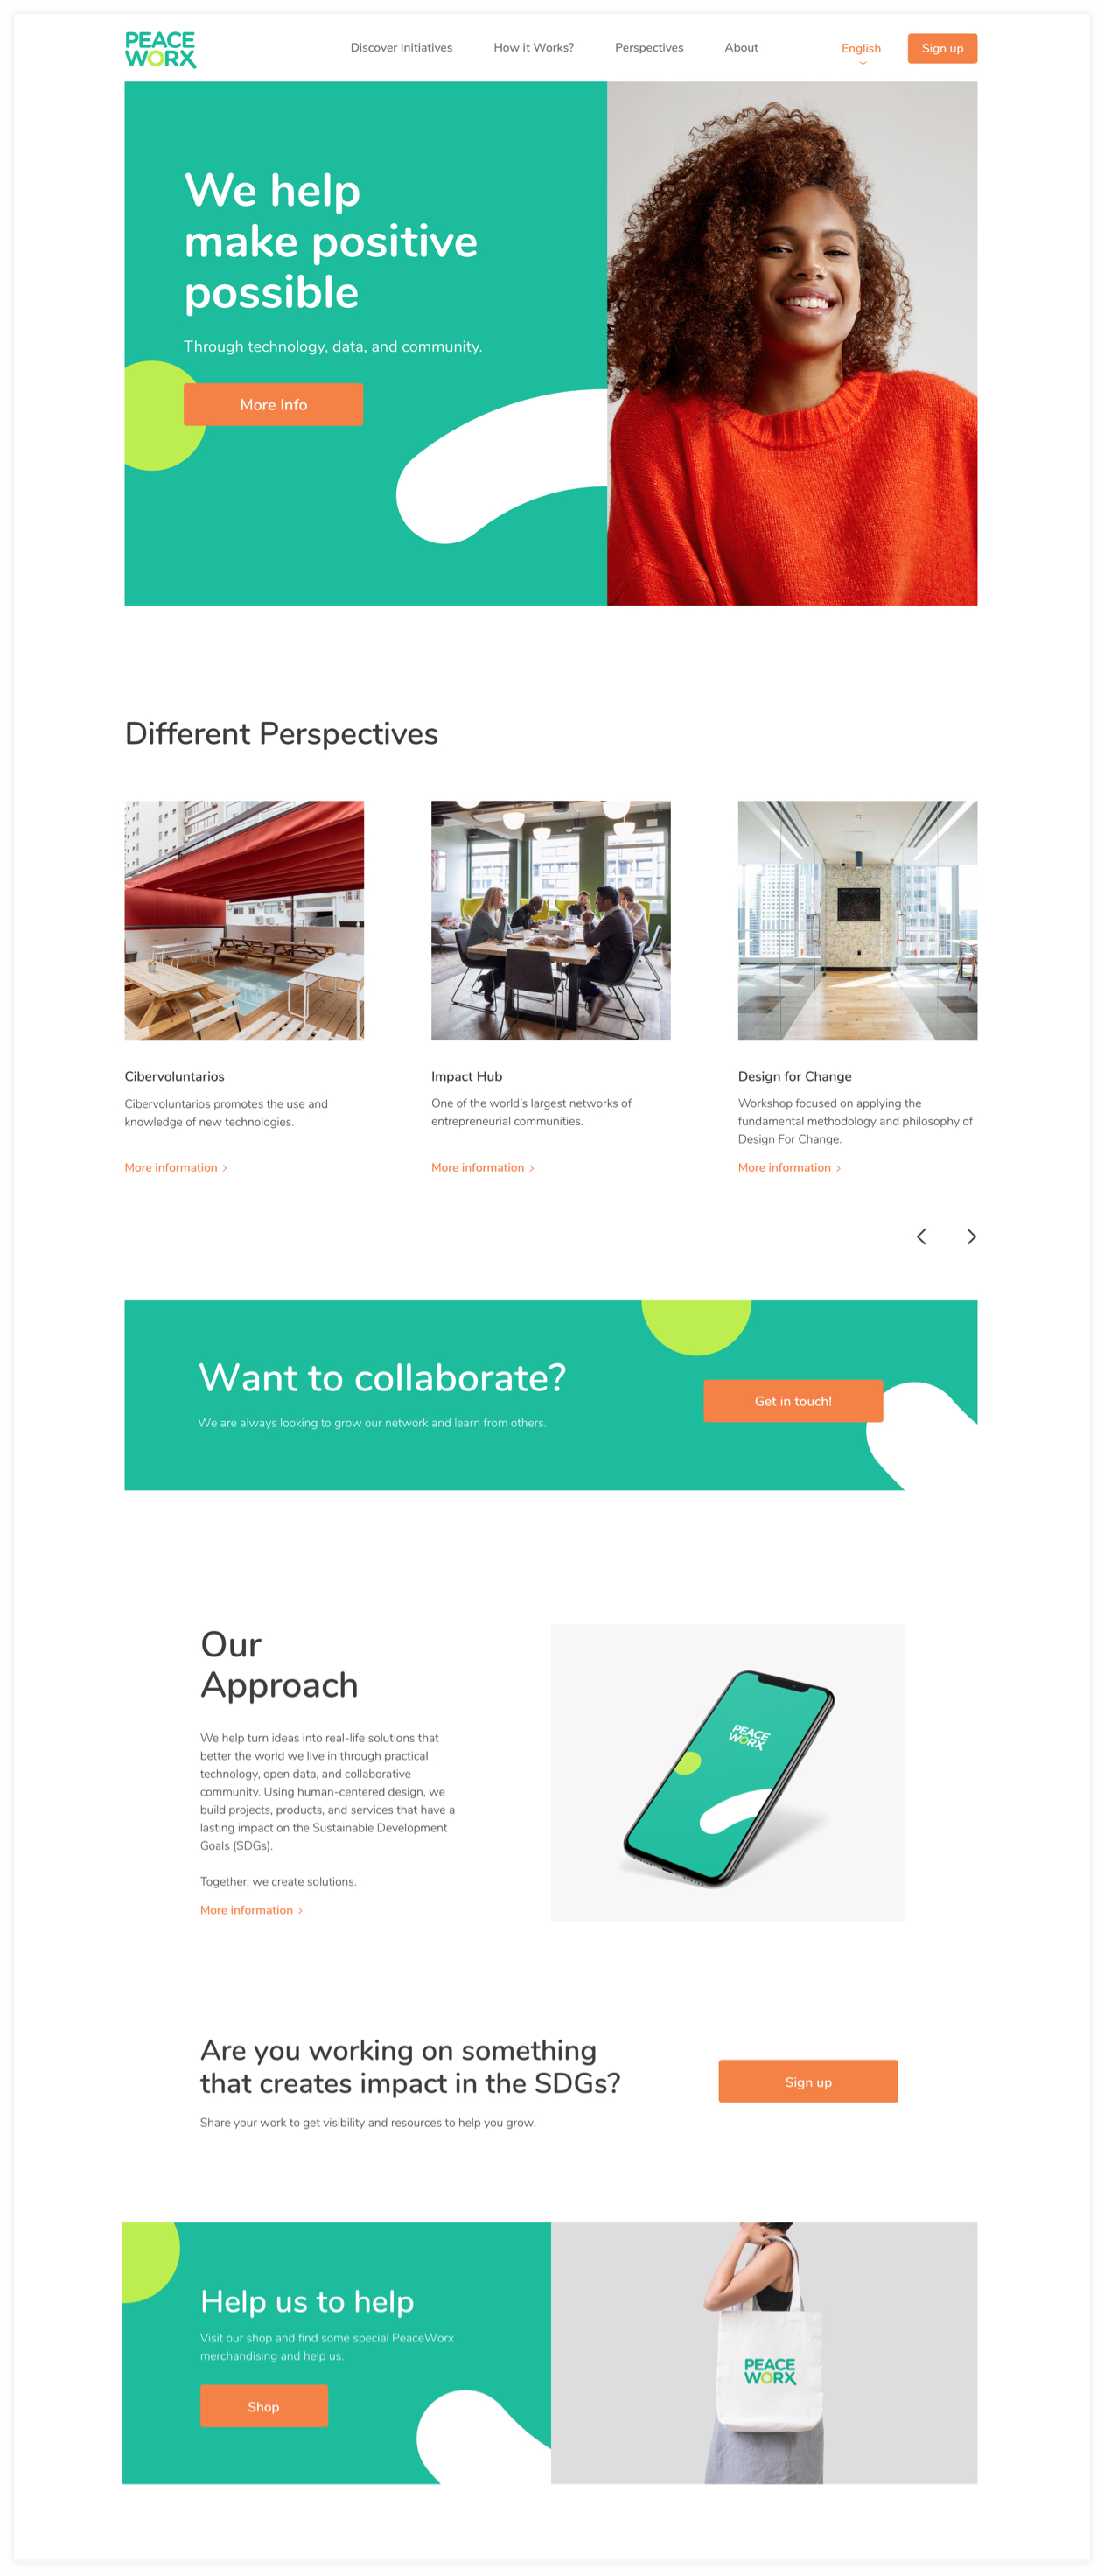 PEACE
WORX
Discover Initiatives
How it Works?
Perspectives
About
English
Sign up
We help
make positive
possible
Through technology, data, and community.
More Info
Different Perspectives
Cibervoluntarios
Cibervoluntarios promotes the use and
knowledge of new technologies.
More information
Impact Hub
One of the world's largest networks of
entrepreneurial communities.
More information
Design for Change
Workshop focused on applying the
fundamental methodology and philosophy of
Design For Change.
More information
Want to collaborate?
We are always looking to grow our network and learn from others.
Get in touch!
Our
Approach
We help turn ideas into real-life solutions that
better the world we live in through practical
technology, open data, and collaborative
community. Using human-centered design, we
build projects, products, and services that have a
lasting impact on the Sustainable Development
Goals (SDGs).
Together, we create solutions.
More information
PEACE
WORX
Are you working on something
that creates impact in the SDGs?
Share your work to get visibility and resources to help you grow.
Sign up
Help us to help
Visit our shop and find some special PeaceWorx
merchandising and help us.
Shop
PEACE
WORX